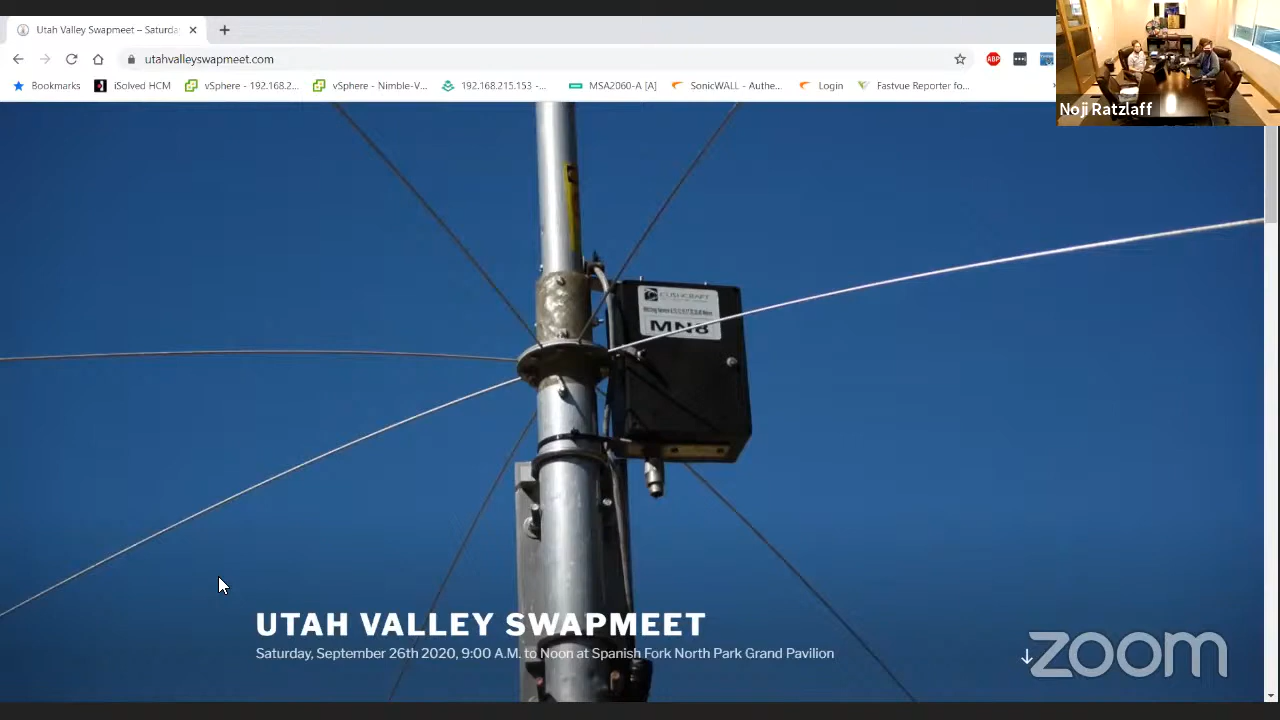 Utah Valley Swapmeet – Saturda
utahvalleyswapmeet.com
ABP
Bookmarks
iSolved HCM
vSphere - 192.168.2...
vSphere - Nimble-V...
192.168.215.153 -...
MSA2060-A [A]
SonicWALL - Authe...
Login
Fastvue Reporter fo...
Noji Ratzlaff
CUSHCRAFT
MN8
UTAH VALLEY SWAPMEET
Saturday, September 26th 2020, 9:00 A.M. to Noon at Spanish Fork North Park Grand Pavilion
zoom